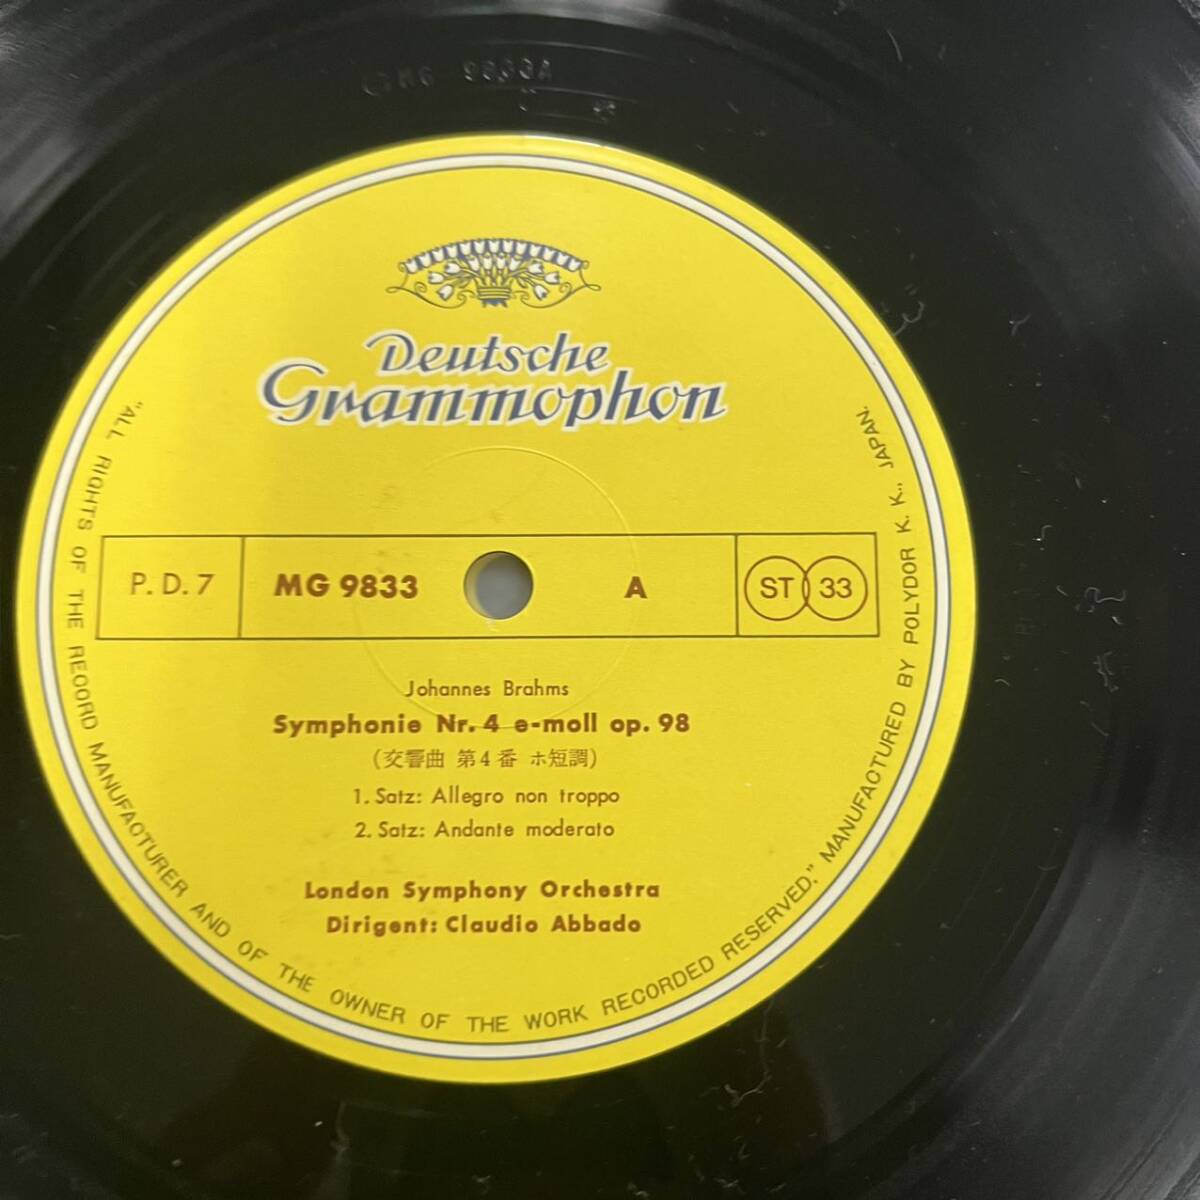 MG 9833A
Deutsche
Grammophon
P.D.7
MG 9833
A
ST 33
Johannes Brahms
Symphonie Nr. 4 e-moll op. 98
(交響曲 第4番 ホ短調)
1. Satz: Allegro non troppo
2. Satz: Andante moderato
London Symphony Orchestra
Dirigent: Claudio Abbado
"ALL RIGHTS OF THE RECORD MANUFACTURER AND OF THE OWNER OF THE WORK RECORDED RESERVED." MANUFACTURED BY POLYDOR K. K., JAPAN.